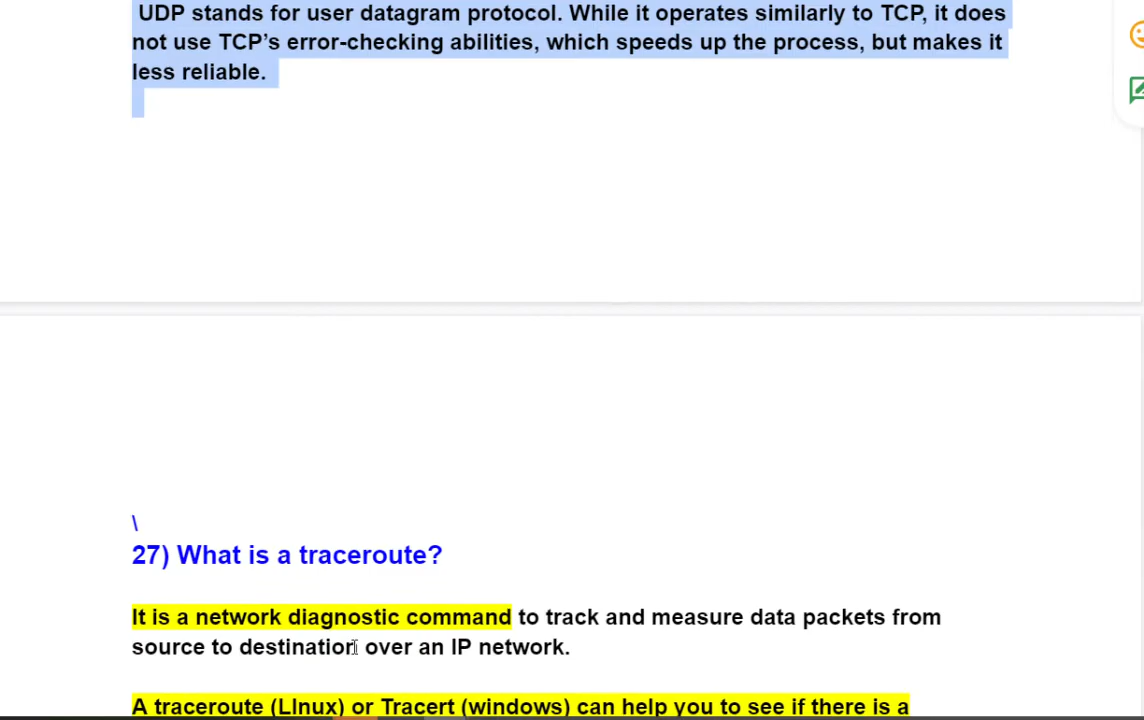 UDP stands for user datagram protocol. While it operates similarly to TCP, it does
not use TCP’s error-checking abilities, which speeds up the process, but makes it
less reliable.
\
27) What is a traceroute?
It is a network diagnostic command to track and measure data packets from
source to destination over an IP network.
A traceroute (LInux) or Tracert (windows) can help you to see if there is a